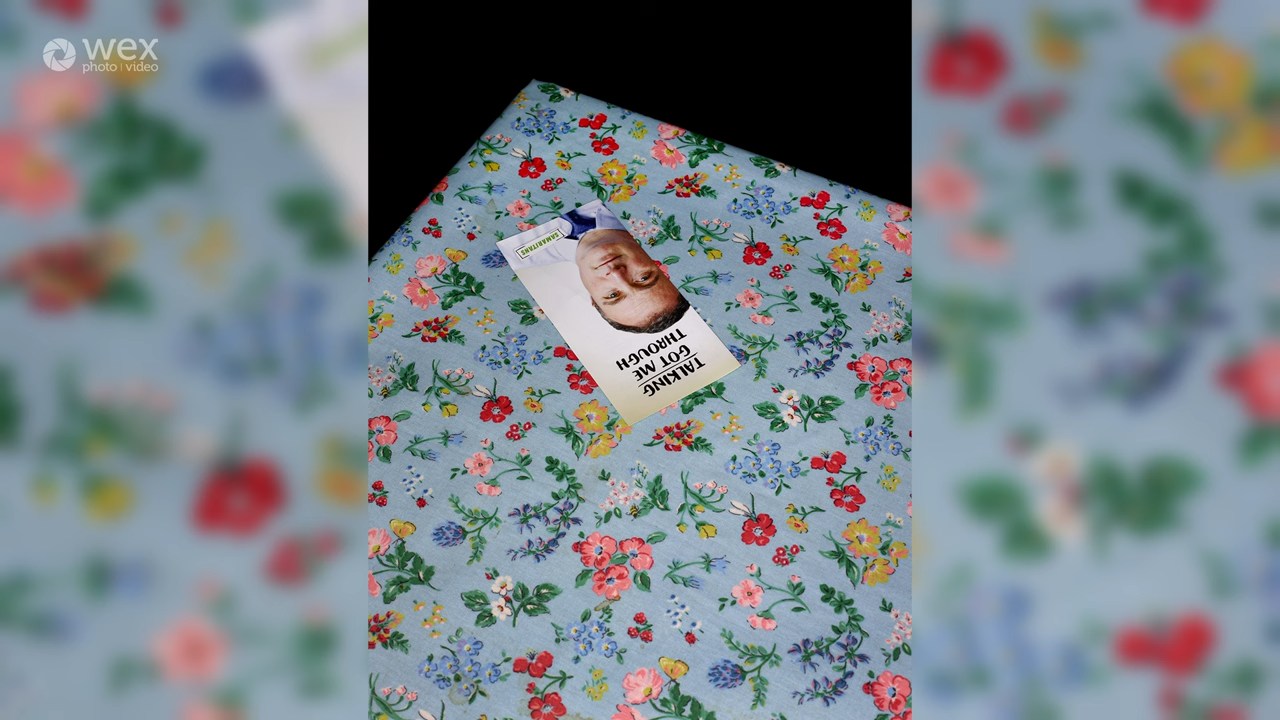 wex
photo | video
SAMARITANS
TALKING
GOT ME
THROUGH